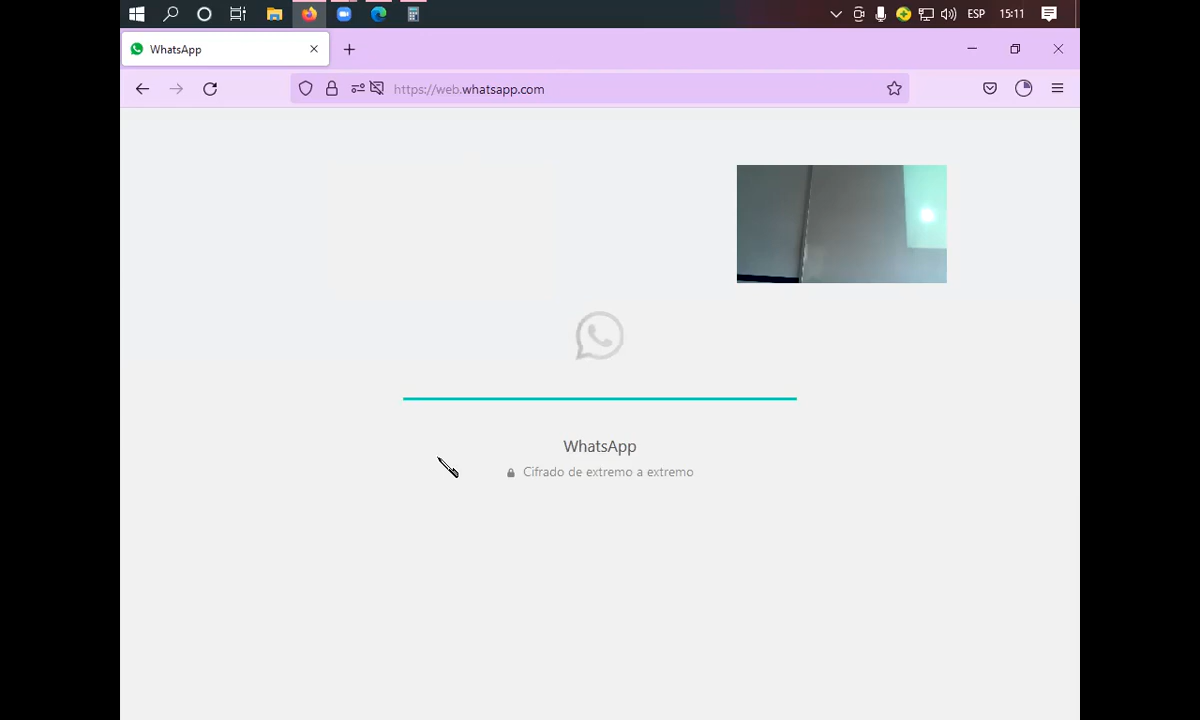 ESP
15:11
WhatsApp
https://web.whatsapp.com
WhatsApp
Cifrado de extremo a extremo